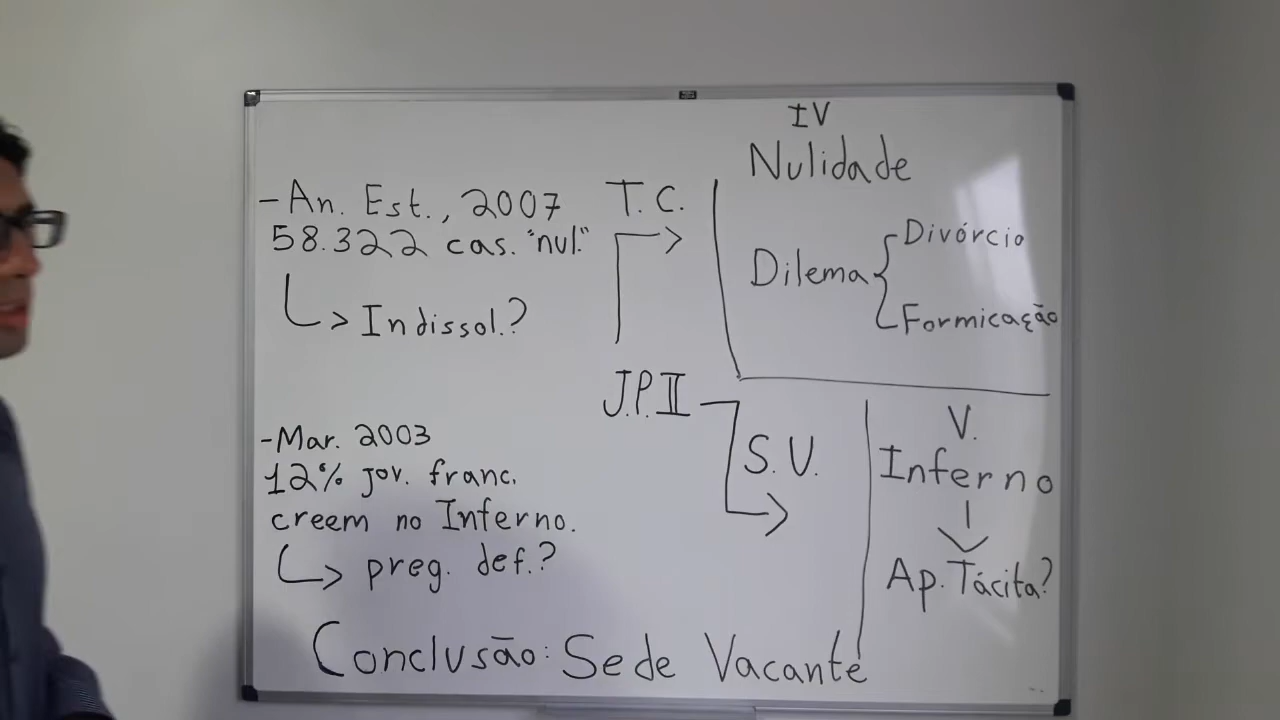 - An. Est., 2007
58.322 cas. "nul."
↳ Indissol.?
- Mar. 2003
12% jov. franc.
creem no Inferno.
↳ preg. def.?
T.C.
J.P.II
S.V.
IV
Nulidade
Dilema { Divórcio
Formicação
V.
Inferno
↓
Ap. Tácita?
Conclusão: Sede Vacante